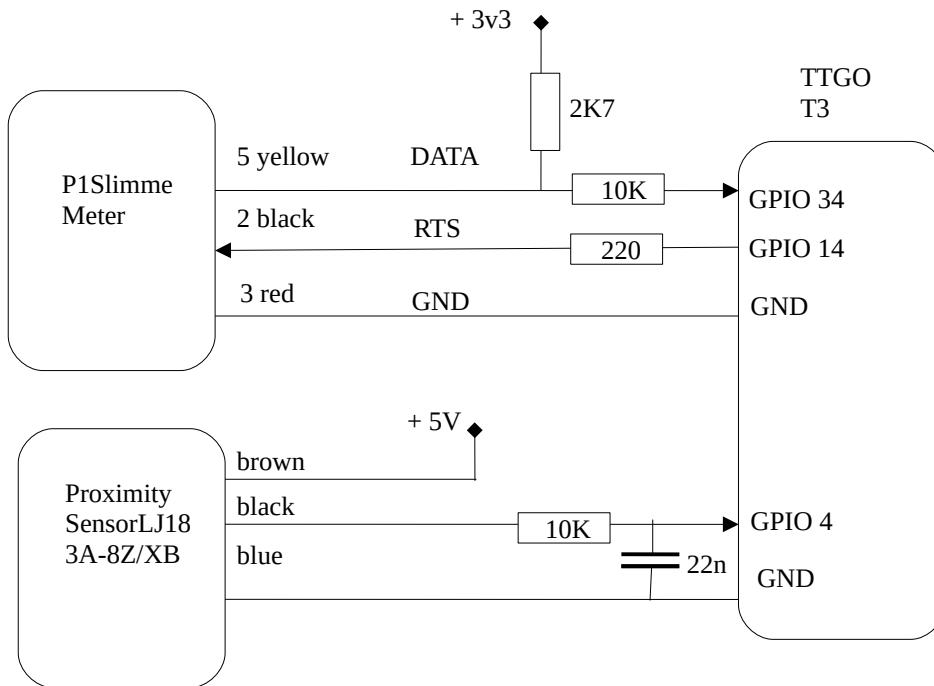 + 3v3
TTGO
T3
2K7
5 yellow
DATA
P1Slimme
Meter
10K
GPIO 34
2 black
RTS
220
GPIO 14
3 red
GND
GND
+ 5V
brown
Proximity
SensorLJ18
3A-8Z/XB
black
10K
GPIO 4
blue
22n
GND